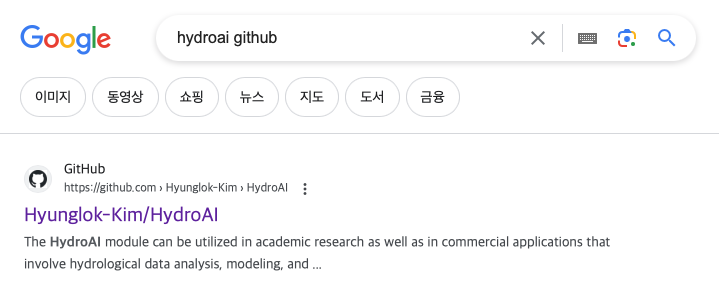 Google
hydroai github
이미지 동영상 쇼핑 뉴스 지도 도서 금융
GitHub
https://github.com › Hyunglok-Kim › HydroAI
Hyunglok-Kim/HydroAI
The HydroAI module can be utilized in academic research as well as in commercial applications that
involve hydrological data analysis, modeling, and ...